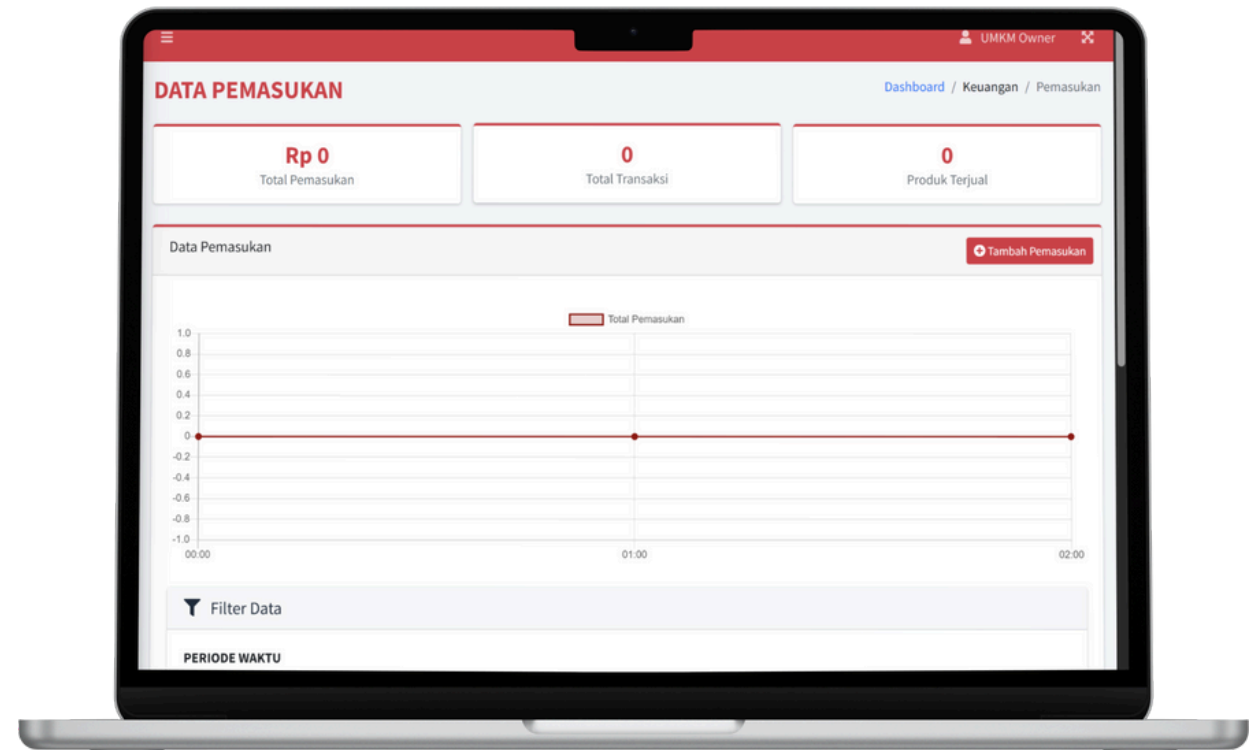 UMKM Owner
DATA PEMASUKAN
Dashboard / Keuangan / Pemasukan
Rp 0
Total Pemasukan
0
Total Transaksi
0
Produk Terjual
Data Pemasukan
Tambah Pemasukan
Total Pemasukan
1.0
0.8
0.6
0.4
0.2
0
-0.2
-0.4
-0.6
-0.8
-1.0
00:00 01:00 02:00
Filter Data
PERIODE WAKTU